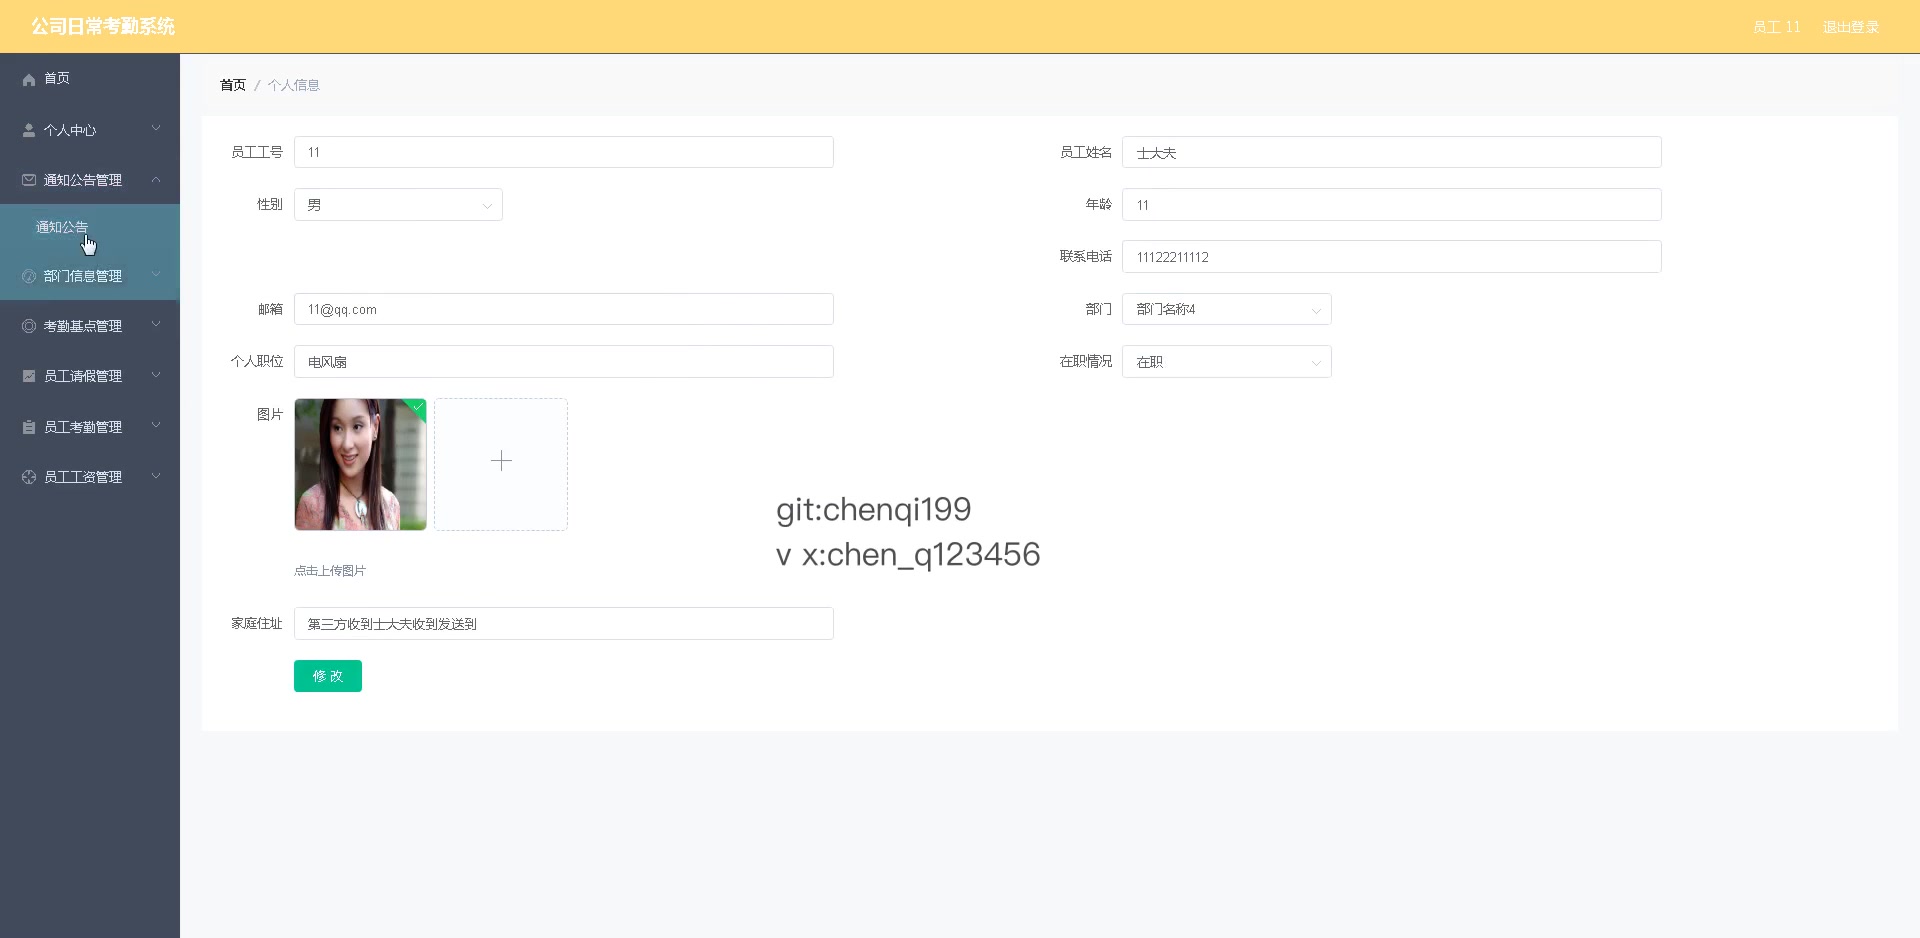 公司日常考勤系统
员工 11 退出登录
首页
个人中心
通知公告管理
通知公告
部门信息管理
考勤基点管理
员工请假管理
员工考勤管理
员工工资管理
首页 / 个人信息
员工工号 11
员工姓名 士大夫
性别 男
年龄 11
联系电话 11122211112
邮箱 11@qq.com
部门 部门名称4
个人职位 电风扇
在职情况 在职
图片
点击上传图片
git:chenqi199
v x:chen_q123456
家庭住址 第三方收到士大夫收到发送到
修 改